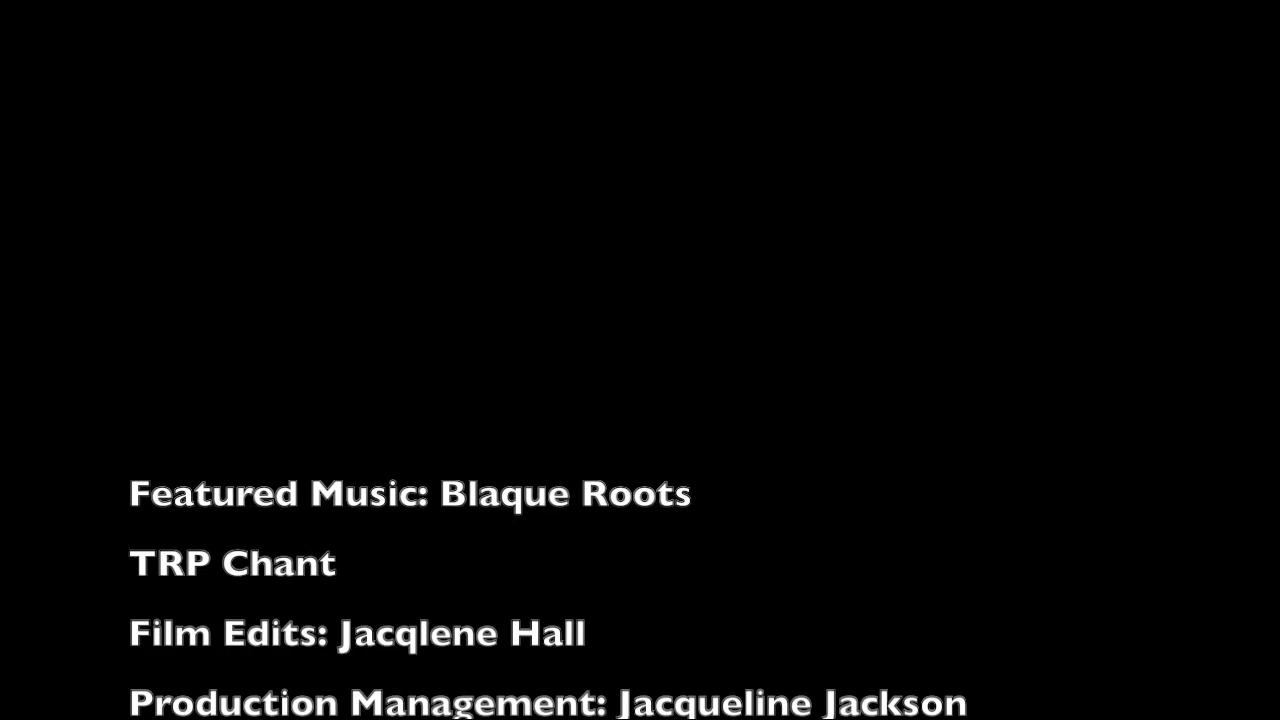 Featured Music: Blaque Roots
TRP Chant
Film Edits: Jacqlene Hall
Production Management: Jacqueline Jackson